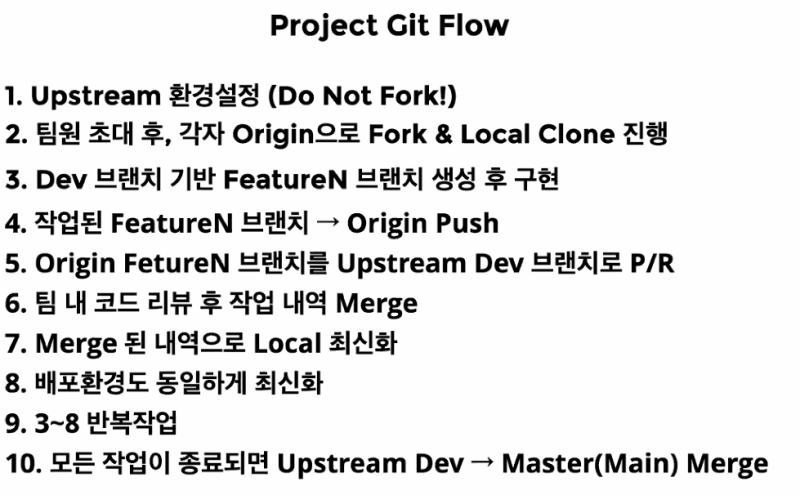 Project Git Flow
1. Upstream 환경설정 (Do Not Fork!)
2. 팀원 초대 후, 각자 Origin으로 Fork & Local Clone 진행
3. Dev 브랜치 기반 FeatureN 브랜치 생성 후 구현
4. 작업된 FeatureN 브랜치 → Origin Push
5. Origin FetureN 브랜치를 Upstream Dev 브랜치로 P/R
6. 팀 내 코드 리뷰 후 작업 내역 Merge
7. Merge 된 내역으로 Local 최신화
8. 배포환경도 동일하게 최신화
9. 3~8 반복작업
10. 모든 작업이 종료되면 Upstream Dev → Master(Main) Merge